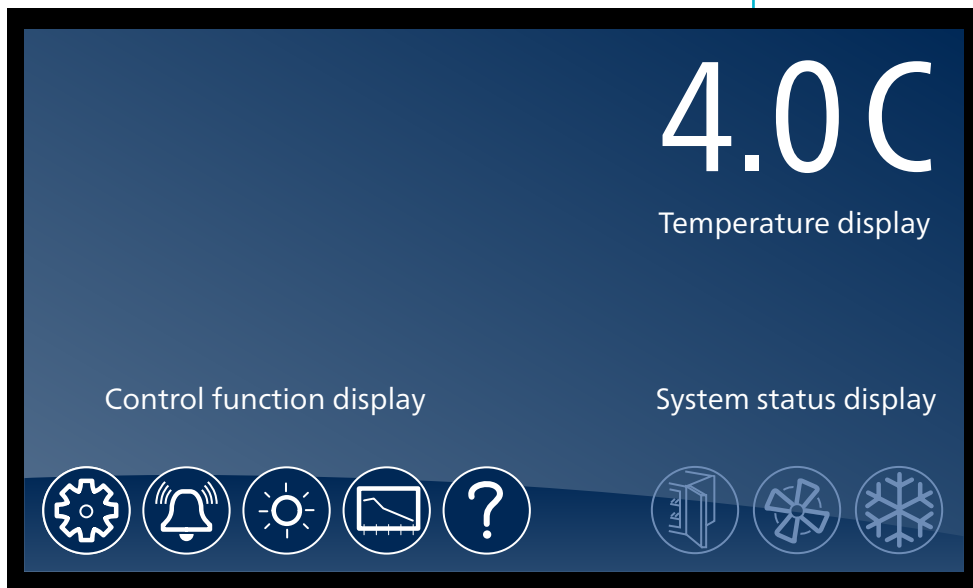 4.0 C
Temperature display
Control function display
System status display
?